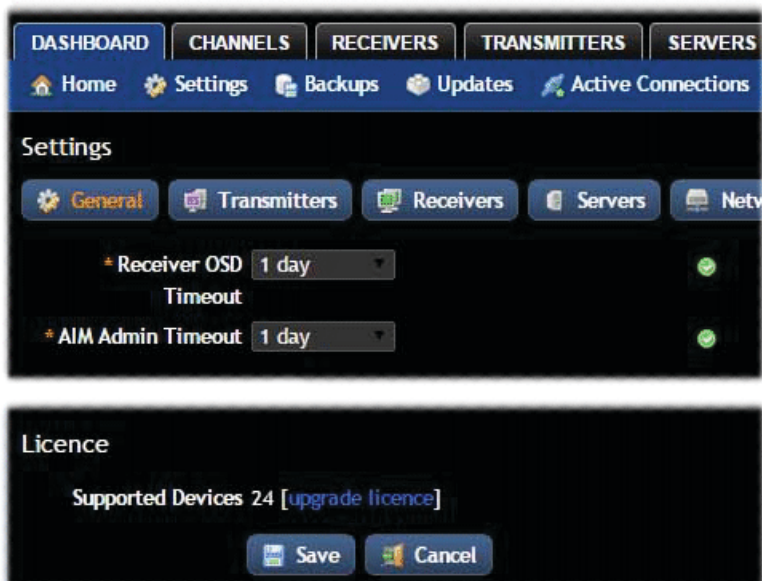 DASHBOARD CHANNELS RECEIVERS TRANSMITTERS SERVERS
Home Settings Backups Updates Active Connections
Settings
General Transmitters Receivers Servers Netw
* Receiver OSD 1 day
Timeout
* AIM Admin Timeout 1 day
Licence
Supported Devices 24 [upgrade licence]
Save Cancel